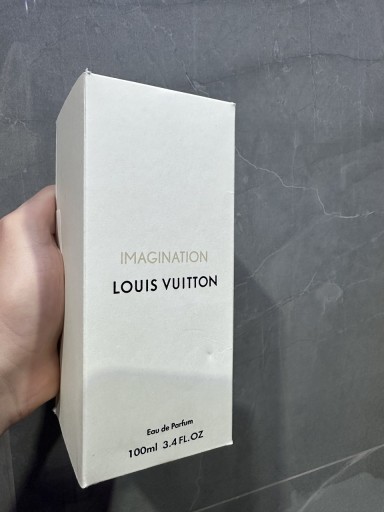 IMAGINATION
LOUIS VUITTON
Eau de Parfum
100ml 3.4 FL.OZ